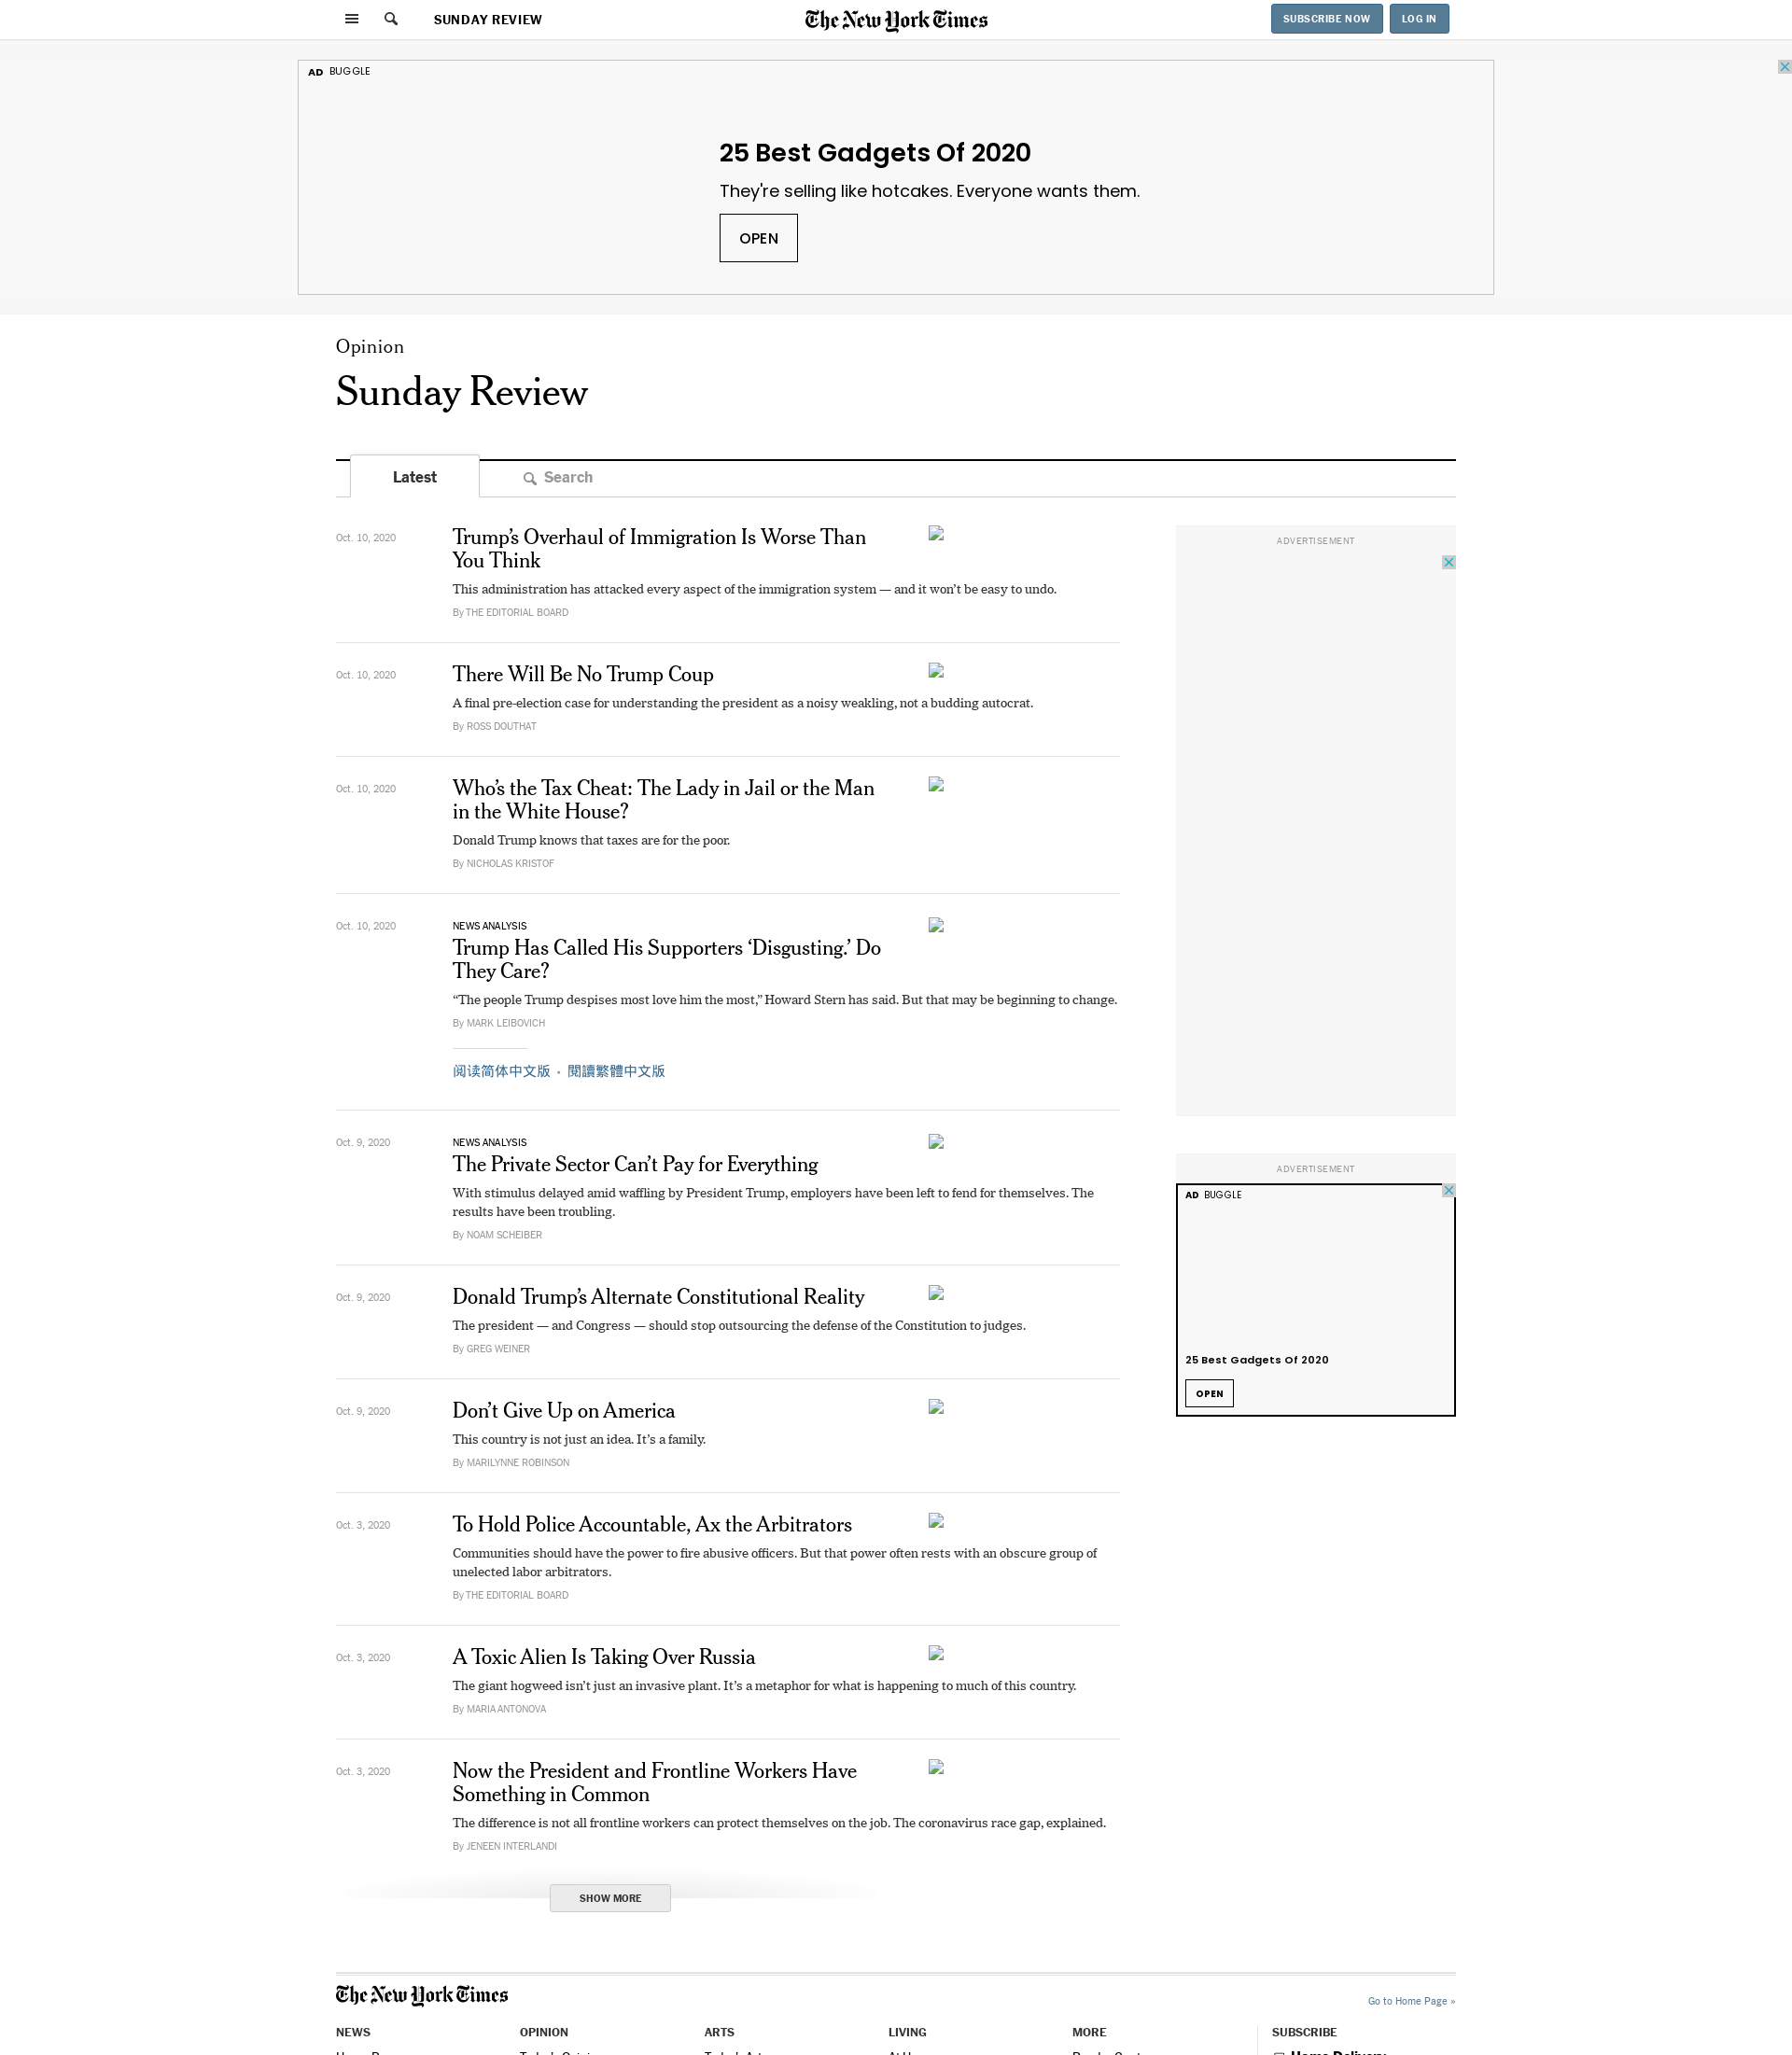 SUNDAY REVIEW
The New York Times
SUBSCRIBE NOW
LOG IN
AD BUGGLE
25 Best Gadgets Of 2020
They're selling like hotcakes. Everyone wants them.
OPEN
Opinion
Sunday Review
Latest
Search
Oct. 10, 2020
Trump’s Overhaul of Immigration Is Worse Than
You Think
This administration has attacked every aspect of the immigration system — and it won’t be easy to undo.
By THE EDITORIAL BOARD
Oct. 10, 2020
There Will Be No Trump Coup
A final pre-election case for understanding the president as a noisy weakling, not a budding autocrat.
By ROSS DOUTHAT
Oct. 10, 2020
Who’s the Tax Cheat: The Lady in Jail or the Man
in the White House?
Donald Trump knows that taxes are for the poor.
By NICHOLAS KRISTOF
Oct. 10, 2020
NEWS ANALYSIS
Trump Has Called His Supporters ‘Disgusting.’ Do
They Care?
“The people Trump despises most love him the most,” Howard Stern has said. But that may be beginning to change.
By MARK LEIBOVICH
阅读简体中文版 • 閱讀繁體中文版
Oct. 9, 2020
NEWS ANALYSIS
The Private Sector Can’t Pay for Everything
With stimulus delayed amid waffling by President Trump, employers have been left to fend for themselves. The
results have been troubling.
By NOAM SCHEIBER
Oct. 9, 2020
Donald Trump’s Alternate Constitutional Reality
The president — and Congress — should stop outsourcing the defense of the Constitution to judges.
By GREG WEINER
Oct. 9, 2020
Don’t Give Up on America
This country is not just an idea. It’s a family.
By MARILYNNE ROBINSON
Oct. 3, 2020
To Hold Police Accountable, Ax the Arbitrators
Communities should have the power to fire abusive officers. But that power often rests with an obscure group of
unelected labor arbitrators.
By THE EDITORIAL BOARD
Oct. 3, 2020
A Toxic Alien Is Taking Over Russia
The giant hogweed isn’t just an invasive plant. It’s a metaphor for what is happening to much of this country.
By MARIA ANTONOVA
Oct. 3, 2020
Now the President and Frontline Workers Have
Something in Common
The difference is not all frontline workers can protect themselves on the job. The coronavirus race gap, explained.
By JENEEN INTERLANDI
SHOW MORE
ADVERTISEMENT
ADVERTISEMENT
AD BUGGLE
25 Best Gadgets Of 2020
OPEN
The New York Times
Go to Home Page »
NEWS
OPINION
ARTS
LIVING
MORE
SUBSCRIBE
Home Delivery